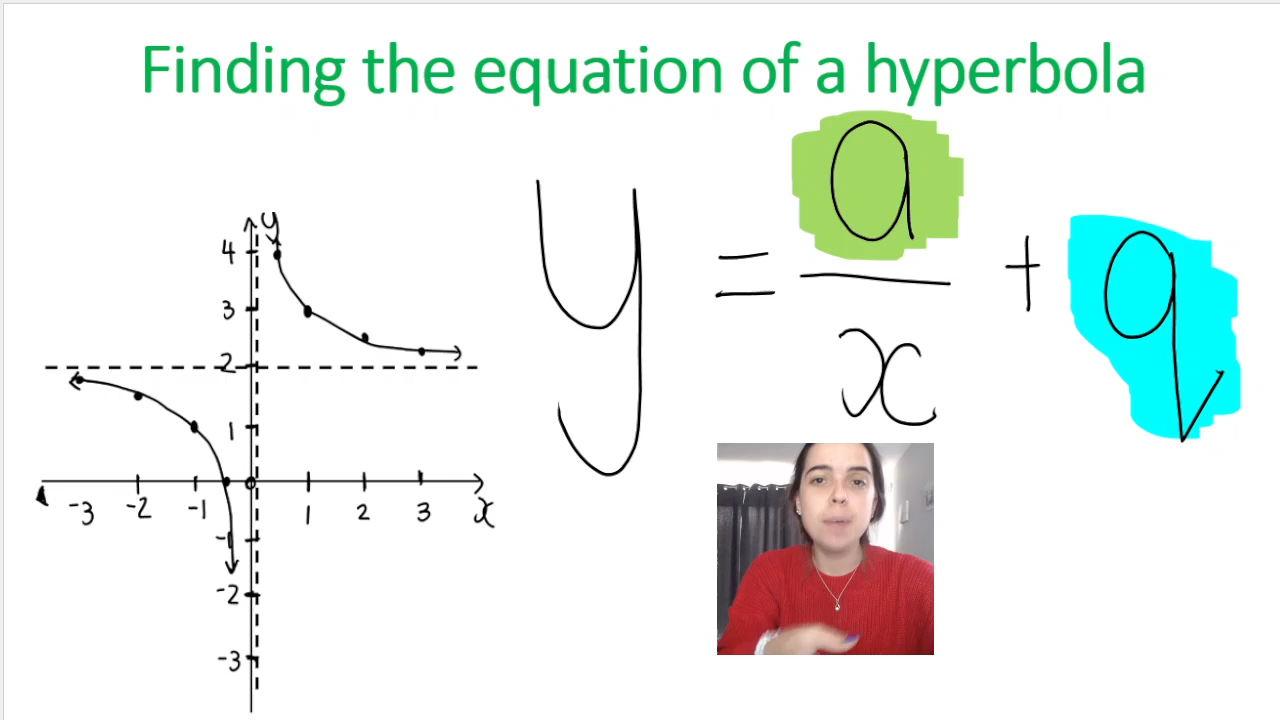 Finding the equation of a hyperbola
y = a/x + q
y
4
3
2
1
0
-3 -2 -1 1 2 3 x
-1
-2
-3